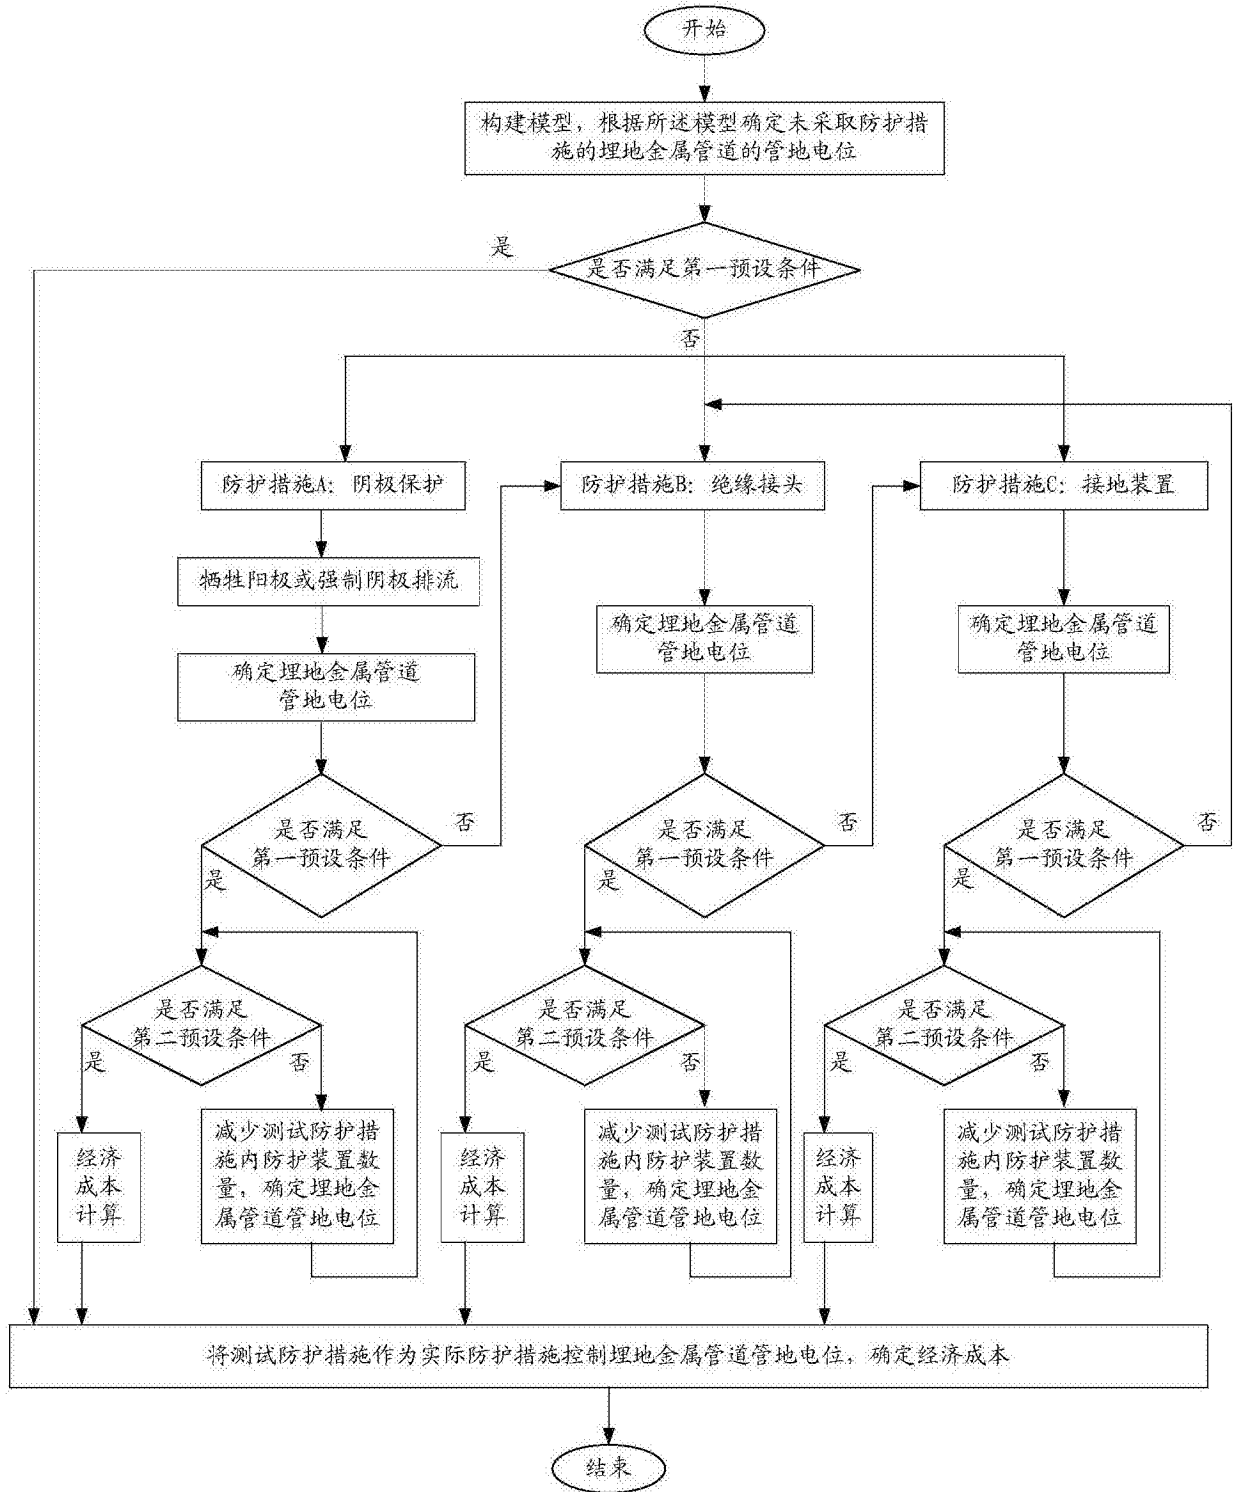 开始
构建模型，根据所述模型确定未采取防护措
施的埋地金属管道的管地电位
是
是否满足第一预设条件
否
防护措施A：阴极保护
防护措施B：绝缘接头
防护措施C：接地装置
牺牲阳极或强制阴极排流
确定埋地金属管道
管地电位
确定埋地金属管道
管地电位
确定埋地金属管道
管地电位
是否满足
第一预设条件
否
是
是否满足
第一预设条件
否
是
是否满足
第一预设条件
否
是
是否满足
第二预设条件
是
否
是否满足
第二预设条件
是
否
是否满足
第二预设条件
是
否
经济
成本
计算
减少测试防护措
施内防护装置数
量，确定埋地金
属管道管地电位
经济
成本
计算
减少测试防护措
施内防护装置数
量，确定埋地金
属管道管地电位
经济
成本
计算
减少测试防护措
施内防护装置数
量，确定埋地金
属管道管地电位
将测试防护措施作为实际防护措施控制埋地金属管道管地电位，确定经济成本
结束